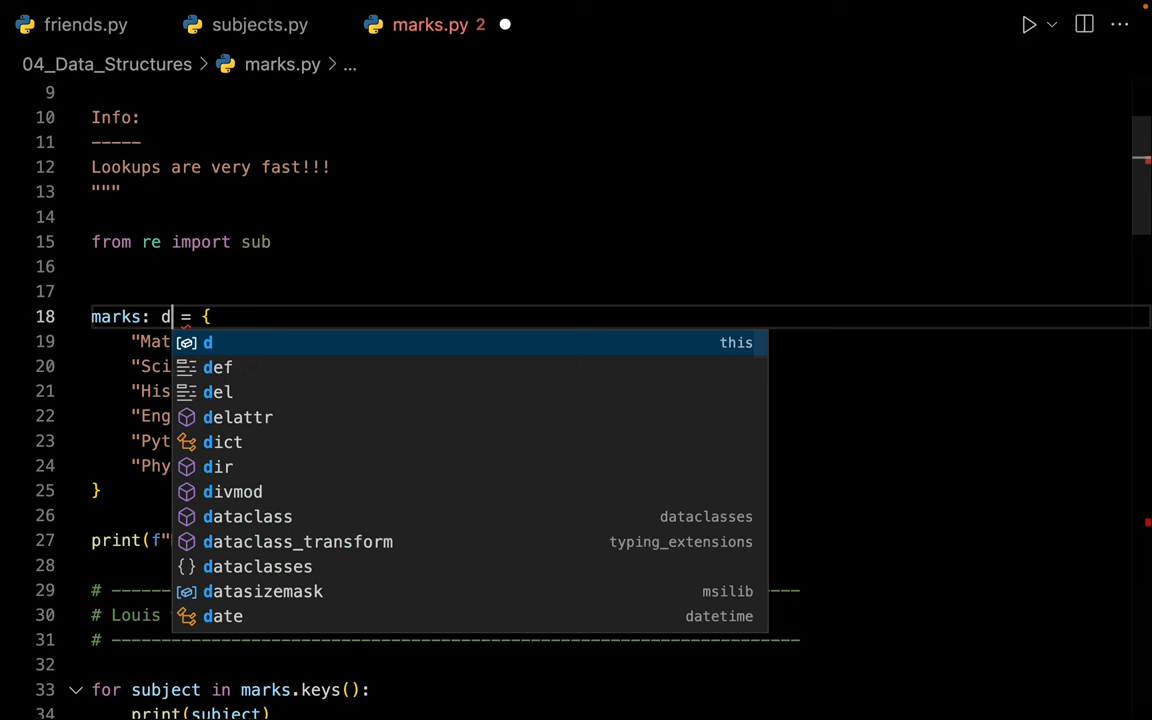 friends.py subjects.py marks.py 2
04_Data_Structures > marks.py > ...
9
10 Info:
11 -----
12 Lookups are very fast!!!
13 """
14
15 from re import sub
16
17
18 marks: d = {
19 "Mat d this
20 "Sci def
21 "His del
22 "Eng delattr
23 "Pyt dict
24 "Phy dir
25 } divmod
26 dataclass dataclasses
27 print(f" dataclass_transform typing_extensions
28 dataclasses
29 # ------ datasizemask msilib ---
30 # Louis date datetime
31 # ---------------------------------------------------------------------
32
33 for subject in marks.keys():
34 print(subject)